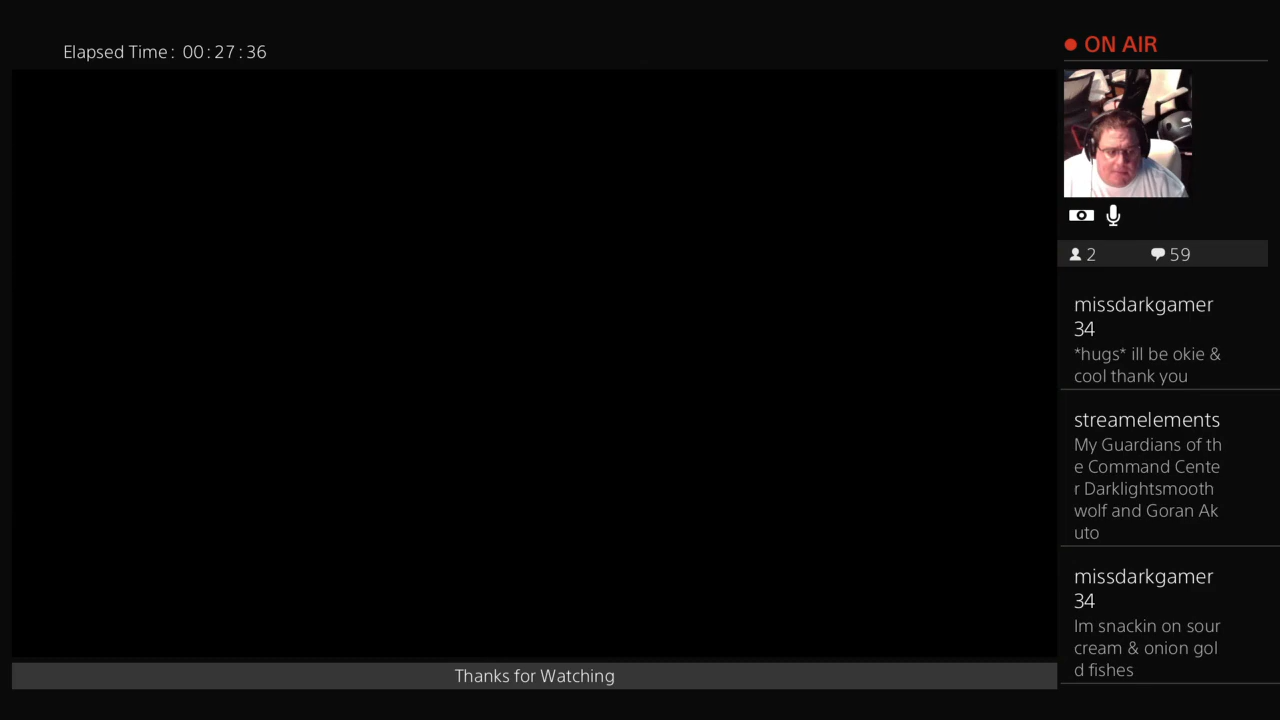 Elapsed Time: 00:27:36
ON AIR
2 59
missdarkgamer
34
*hugs* ill be okie &
cool thank you
streamelements
My Guardians of th
e Command Cente
r Darklightsmooth
wolf and Goran Ak
uto
missdarkgamer
34
Im snackin on sour
cream & onion gol
d fishes
Thanks for Watching